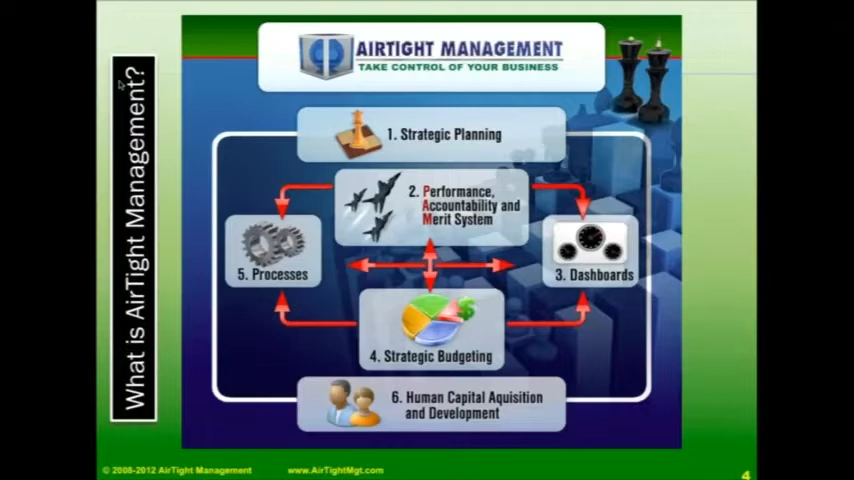 What is AirTight Management?
AIRTIGHT MANAGEMENT
TAKE CONTROL OF YOUR BUSINESS
1. Strategic Planning
2. Performance,
Accountability and
Merit System
5. Processes
3. Dashboards
4. Strategic Budgeting
6. Human Capital Aquisition
and Development
© 2008-2012 AirTight Management www.AirTightMgt.com
4